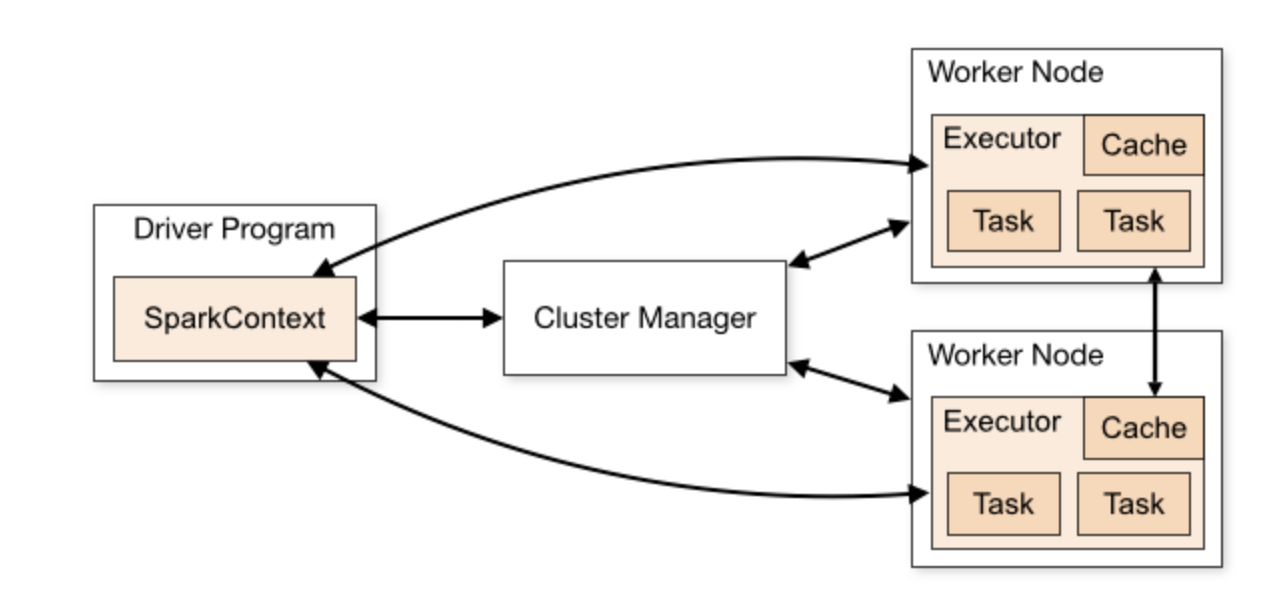 Driver Program
SparkContext
Cluster Manager
Worker Node
Executor
Cache
Task
Task
Worker Node
Executor
Cache
Task
Task